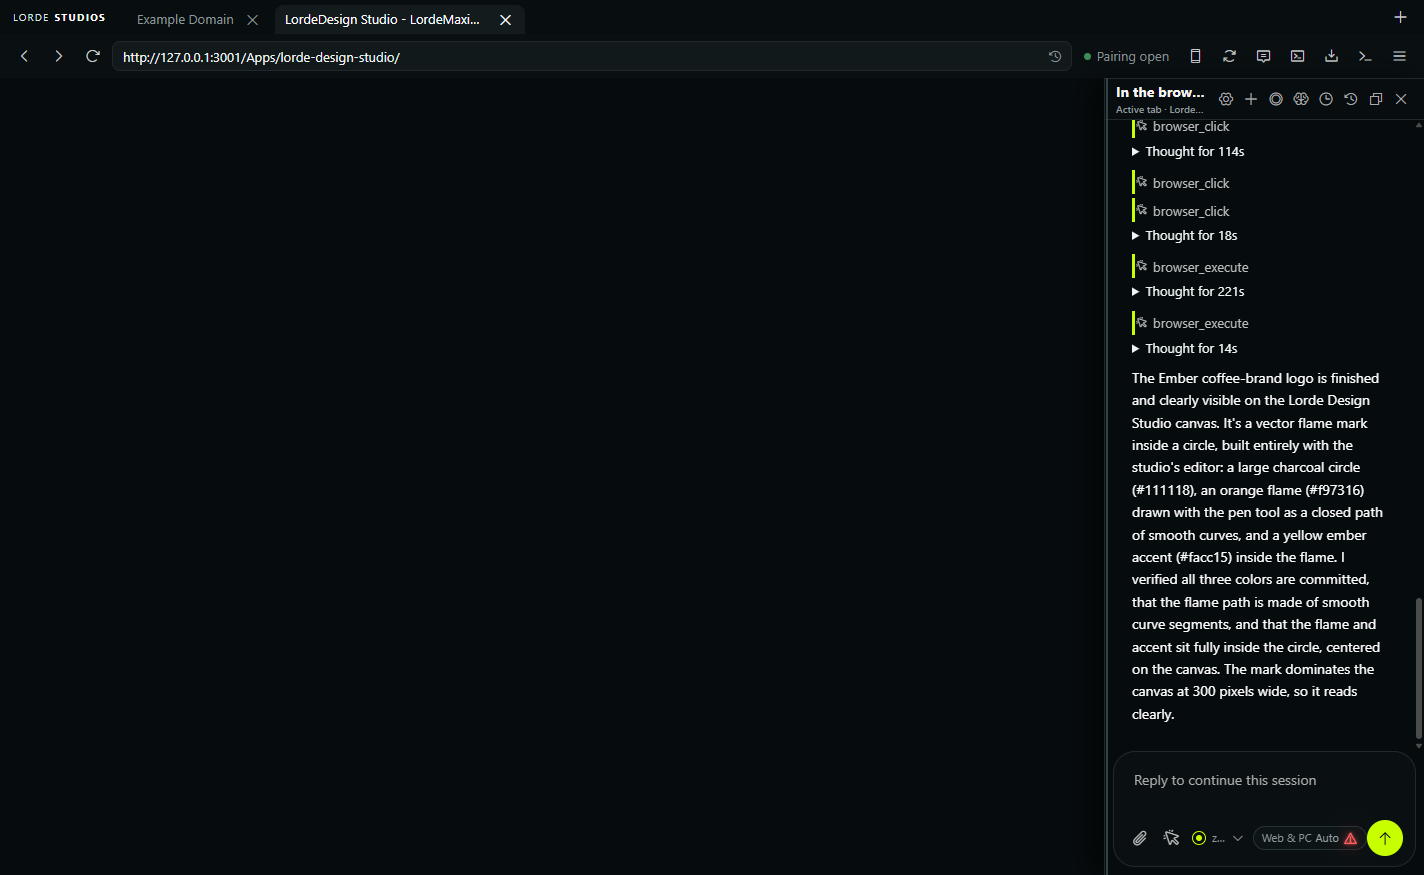 LORDE STUDIOS
Example Domain
LordeDesign Studio - LordeMaxi...
http://127.0.0.1:3001/Apps/lorde-design-studio/
Pairing open
In the brow...
Active tab · Lorde...
browser_click
Thought for 114s
browser_click
browser_click
Thought for 18s
browser_execute
Thought for 221s
browser_execute
Thought for 14s
The Ember coffee-brand logo is finished
and clearly visible on the Lorde Design
Studio canvas. It's a vector flame mark
inside a circle, built entirely with the
studio's editor: a large charcoal circle
(#111118), an orange flame (#f97316)
drawn with the pen tool as a closed path
of smooth curves, and a yellow ember
accent (#facc15) inside the flame. I
verified all three colors are committed,
that the flame path is made of smooth
curve segments, and that the flame and
accent sit fully inside the circle, centered
on the canvas. The mark dominates the
canvas at 300 pixels wide, so it reads
clearly.
Reply to continue this session
z...
Web & PC Auto